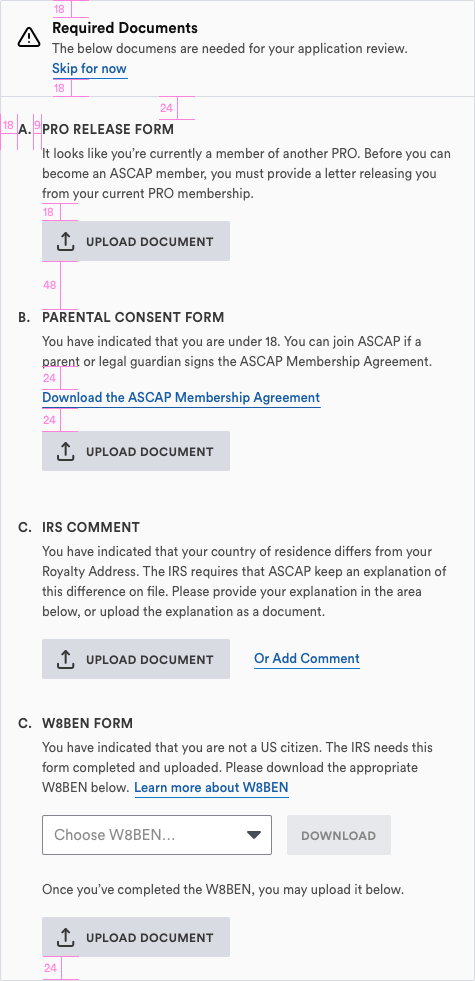 18
Required Documents
The below documents are needed for your application review.
Skip for now
18
24
18
9
A. PRO RELEASE FORM
It looks like you're currently a member of another PRO. Before you can
become an ASCAP member, you must provide a letter releasing you
from your current PRO membership.
18
UPLOAD DOCUMENT
48
B. PARENTAL CONSENT FORM
You have indicated that you are under 18. You can join ASCAP if a
parent or legal guardian signs the ASCAP Membership Agreement.
24
Download the ASCAP Membership Agreement
24
UPLOAD DOCUMENT
C. IRS COMMENT
You have indicated that your country of residence differs from your
Royalty Address. The IRS requires that ASCAP keep an explanation of
this difference on file. Please provide your explanation in the area
below, or upload the explanation as a document.
UPLOAD DOCUMENT Or Add Comment
C. W8BEN FORM
You have indicated that you are not a US citizen. The IRS needs this
form completed and uploaded. Please download the appropriate
W8BEN below. Learn more about W8BEN
Choose W8BEN... DOWNLOAD
Once you've completed the W8BEN, you may upload it below.
UPLOAD DOCUMENT
24